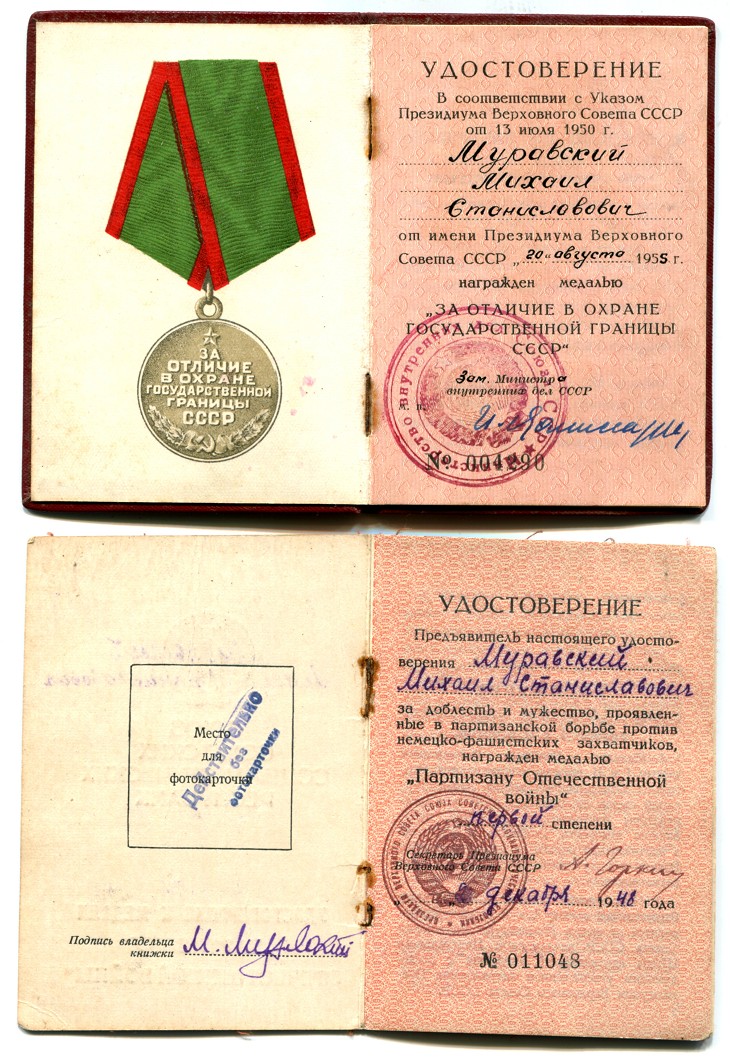 ЗА
ОТЛИЧИЕ
В ОХРАНЕ
ГОСУДАРСТВЕННОЙ
ГРАНИЦЫ
СССР
УДОСТОВЕРЕНИЕ
В соответствии с Указом
Президиума Верховного Совета СССР
от 13 июля 1950 г.
Муравский
Михаил
Станиславович
от имени Президиума Верховного
Совета СССР „20" августа 1955 г.
награжден медалью
„ЗА ОТЛИЧИЕ В ОХРАНЕ
ГОСУДАРСТВЕННОЙ ГРАНИЦЫ
СССР"
Зам. Министра
внутренних дел СССР
М. п.
№ 004290
Место
для
фотокарточки
Действительно
без
фотокарточки
Подпись владельца
книжки
УДОСТОВЕРЕНИЕ
Предъявитель настоящего удосто-
верения Муравский
Михаил Станиславович
за доблесть и мужество, проявлен-
ные в партизанской борьбе против
немецко-фашистских захватчиков,
награжден медалью
„Партизану Отечественной
войны"
первой степени
Секретарь Президиума
Верховного Совета СССР
А. Горкин
декабря 1948 года
№ 011048